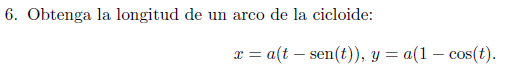 6. Obtenga la longitud de un arco de la cicloide:
x = a(t − sen(t)), y = a(1 − cos(t).